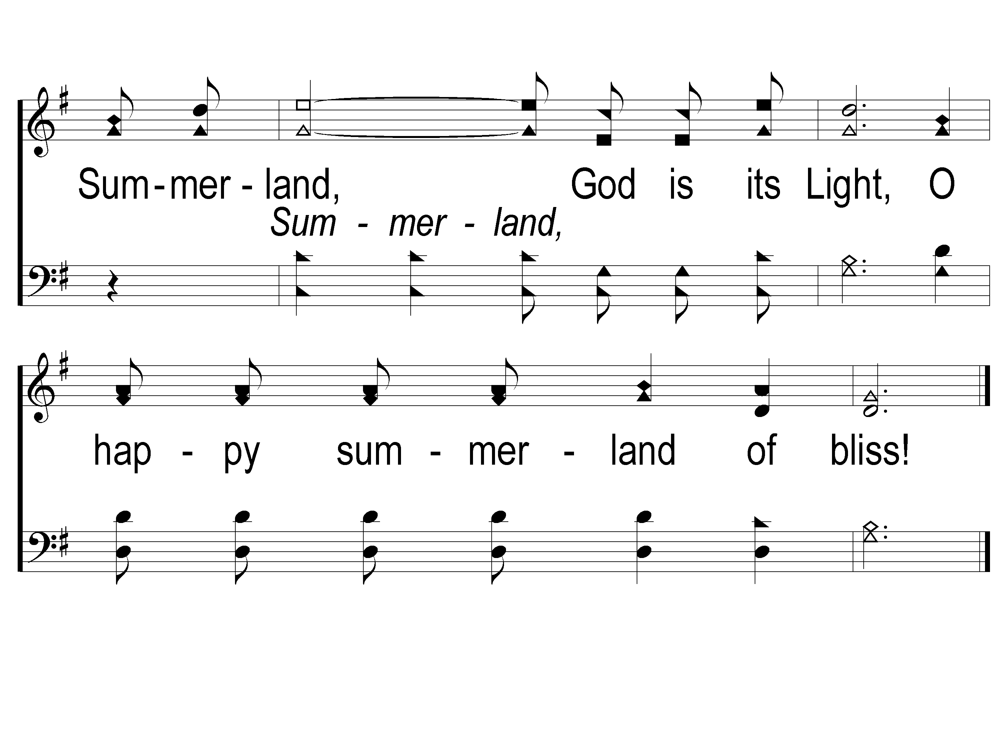 Sum-mer - land, God is its Light, O
Sum - mer - land,
hap - py sum - mer - land of bliss!